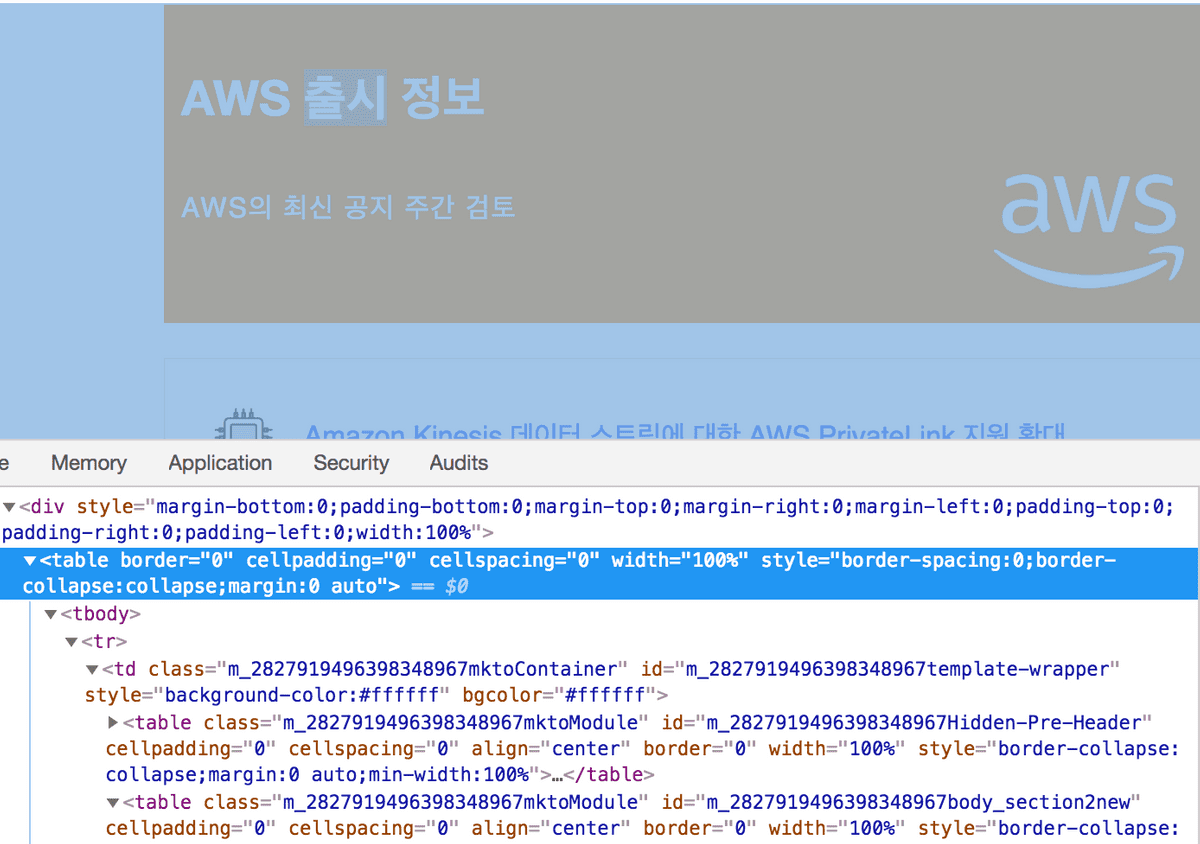 AWS 출시 정보
AWS의 최신 공지 주간 검토
aws
Amazon Kinesis 데이터 스트림에 대한 AWS PrivateLink 지원 확대
e Memory Application Security Audits
▼<div style="margin-bottom:0;padding-bottom:0;margin-top:0;margin-right:0;margin-left:0;padding-top:0;
padding-right:0;padding-left:0;width:100%">
▼<table border="0" cellpadding="0" cellspacing="0" width="100%" style="border-spacing:0;border-
collapse:collapse;margin:0 auto"> == $0
▼<tbody>
▼<tr>
▼<td class="m_2827919496398348967mktoContainer" id="m_2827919496398348967template-wrapper"
style="background-color:#ffffff" bgcolor="#ffffff">
▶<table class="m_2827919496398348967mktoModule" id="m_2827919496398348967Hidden-Pre-Header"
cellpadding="0" cellspacing="0" align="center" border="0" width="100%" style="border-collapse:
collapse;margin:0 auto;min-width:100%">…</table>
▼<table class="m_2827919496398348967mktoModule" id="m_2827919496398348967body_section2new"
cellpadding="0" cellspacing="0" align="center" border="0" width="100%" style="border-collapse: